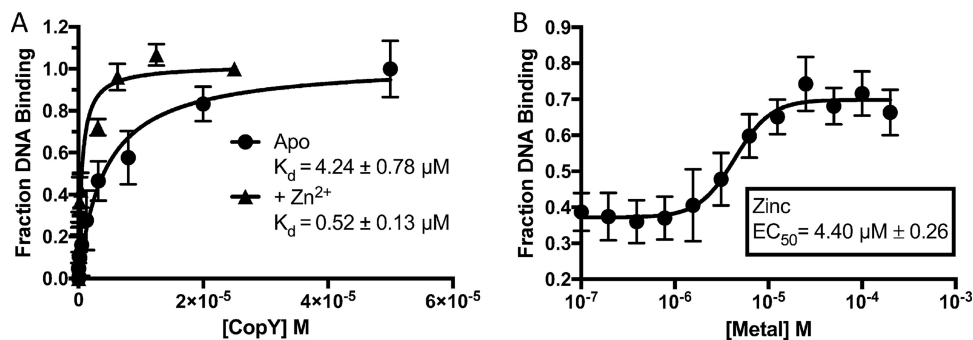 A
Fraction DNA Binding
1.2
1.0
0.8
0.6
0.4
0.2
0.0
Apo
Kd = 4.24 ± 0.78 µM
+ Zn2+
Kd = 0.52 ± 0.13 µM
0
2×10-5
4×10-5
6×10-5
[CopY] M
B
Fraction DNA Binding
0.9
0.8
0.7
0.6
0.5
0.4
0.3
0.2
Zinc
EC50= 4.40 µM ± 0.26
10-7
10-6
10-5
10-4
10-3
[Metal] M